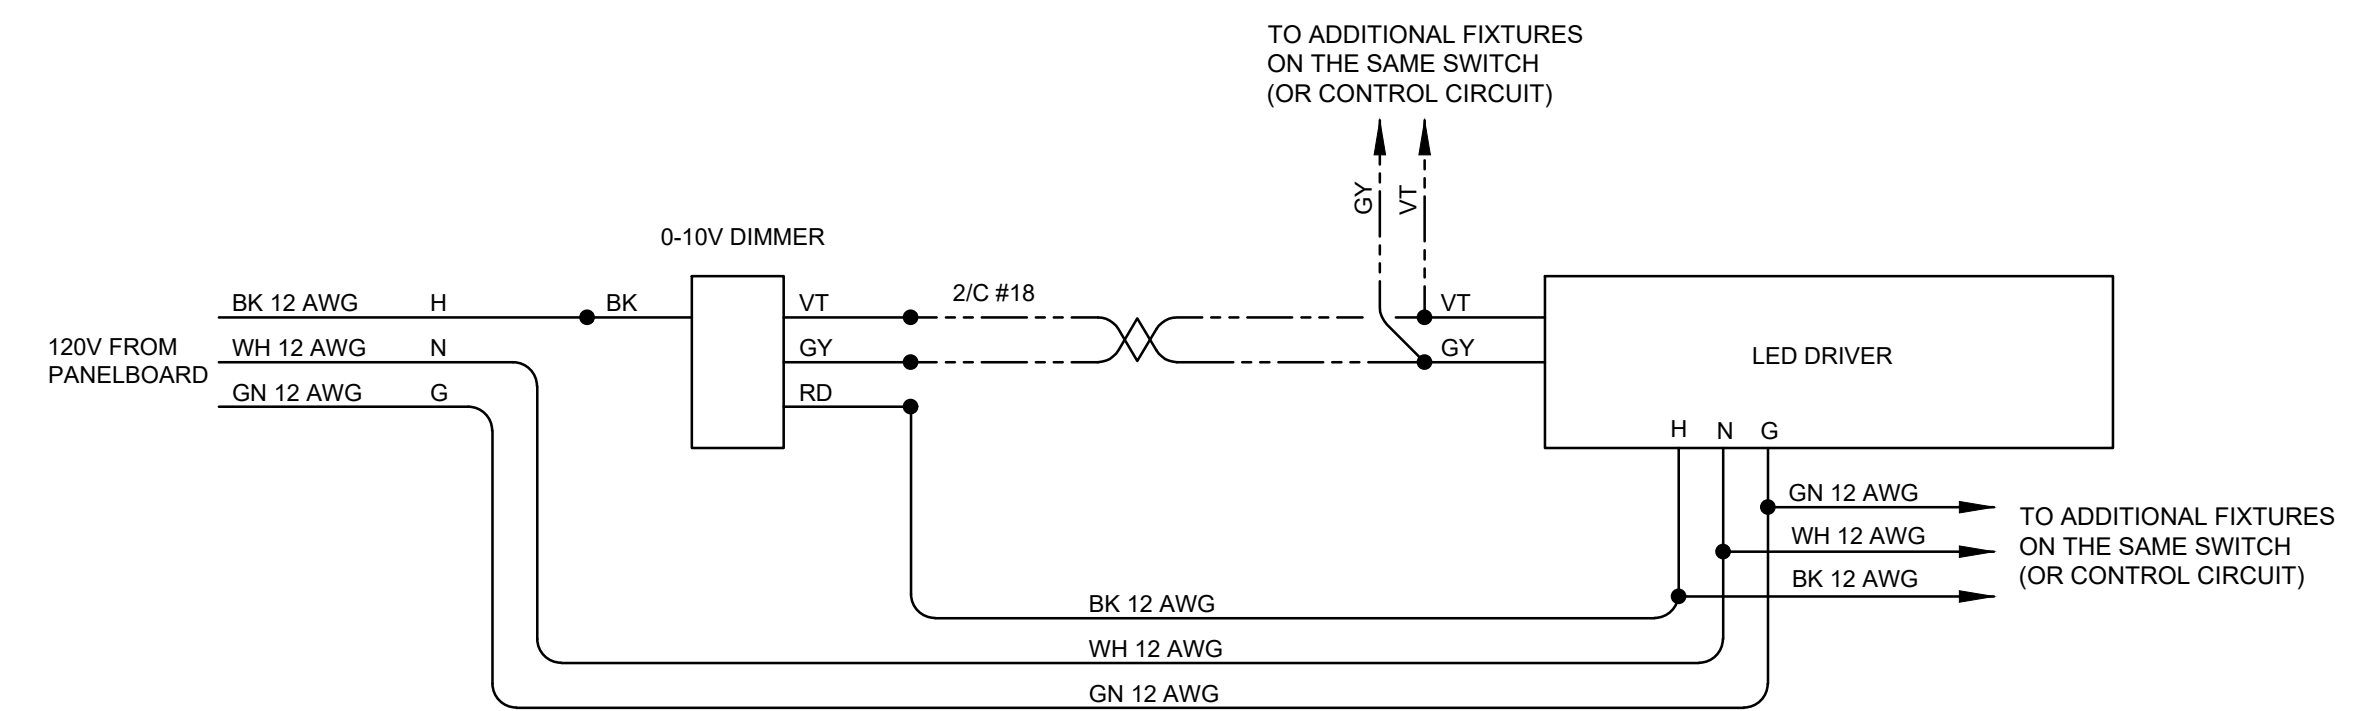 TO ADDITIONAL FIXTURES
ON THE SAME SWITCH
(OR CONTROL CIRCUIT)
GY
VT
0-10V DIMMER
BK 12 AWG
H
BK
VT
2/C #18
VT
120V FROM
PANELBOARD
WH 12 AWG
N
GY
GY
LED DRIVER
GN 12 AWG
G
RD
H
N
G
GN 12 AWG
WH 12 AWG
BK 12 AWG
TO ADDITIONAL FIXTURES
ON THE SAME SWITCH
(OR CONTROL CIRCUIT)
BK 12 AWG
WH 12 AWG
GN 12 AWG